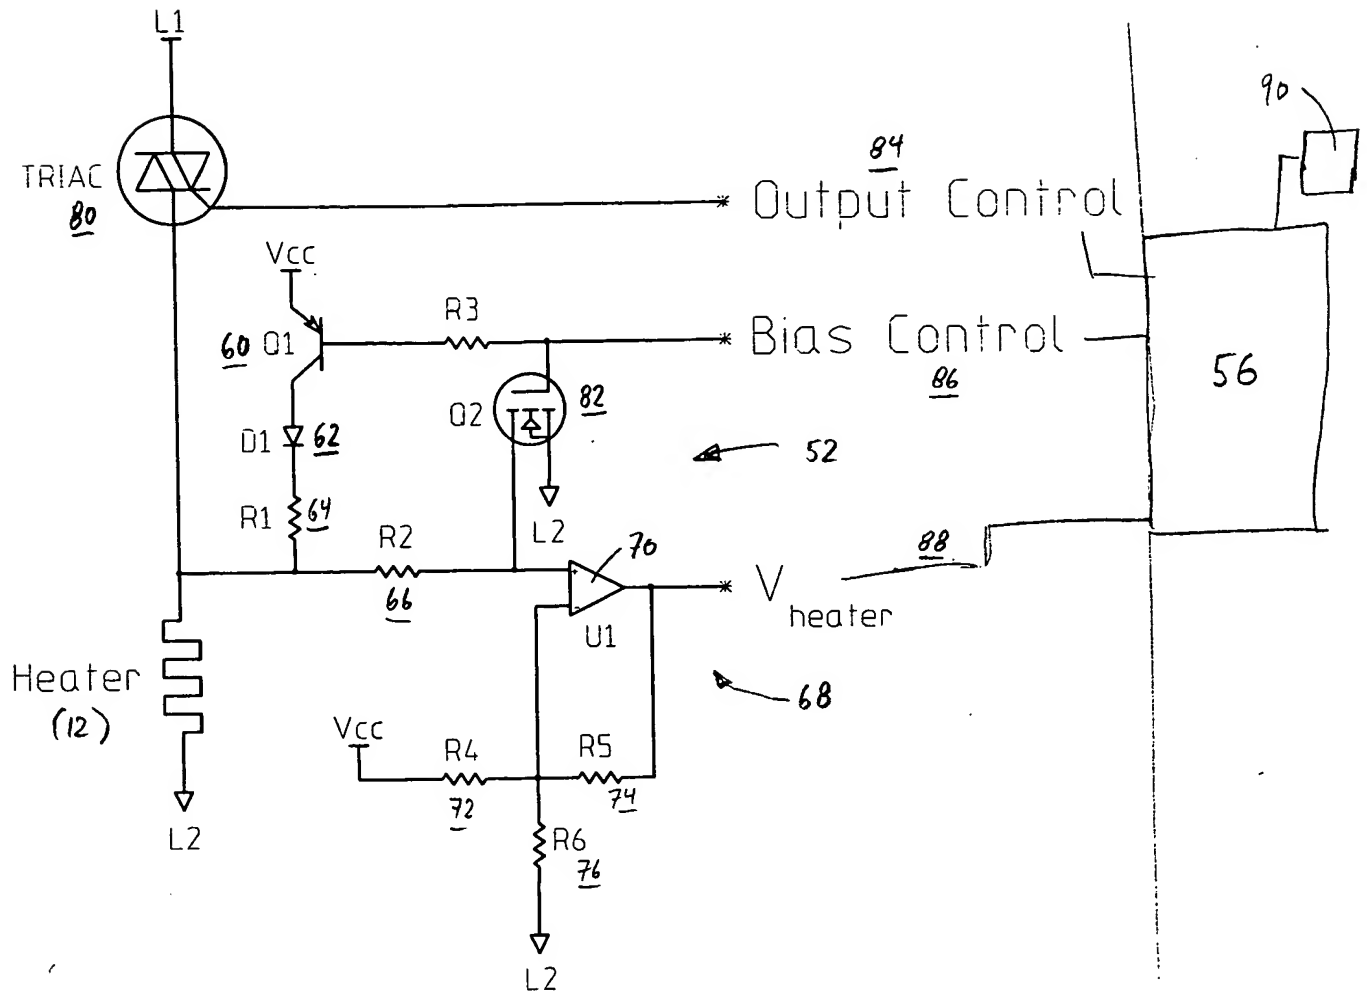 L1
90
TRIAC
80
84
Output Control
Vcc
R3
60 Q1
Bias Control
86
56
Q2
82
D1 62
52
R1 64
R2
L2
70
88
66
+
-
U1
V heater
Heater
(12)
68
Vcc
R4
R5
72
74
L2
R6
76
L2